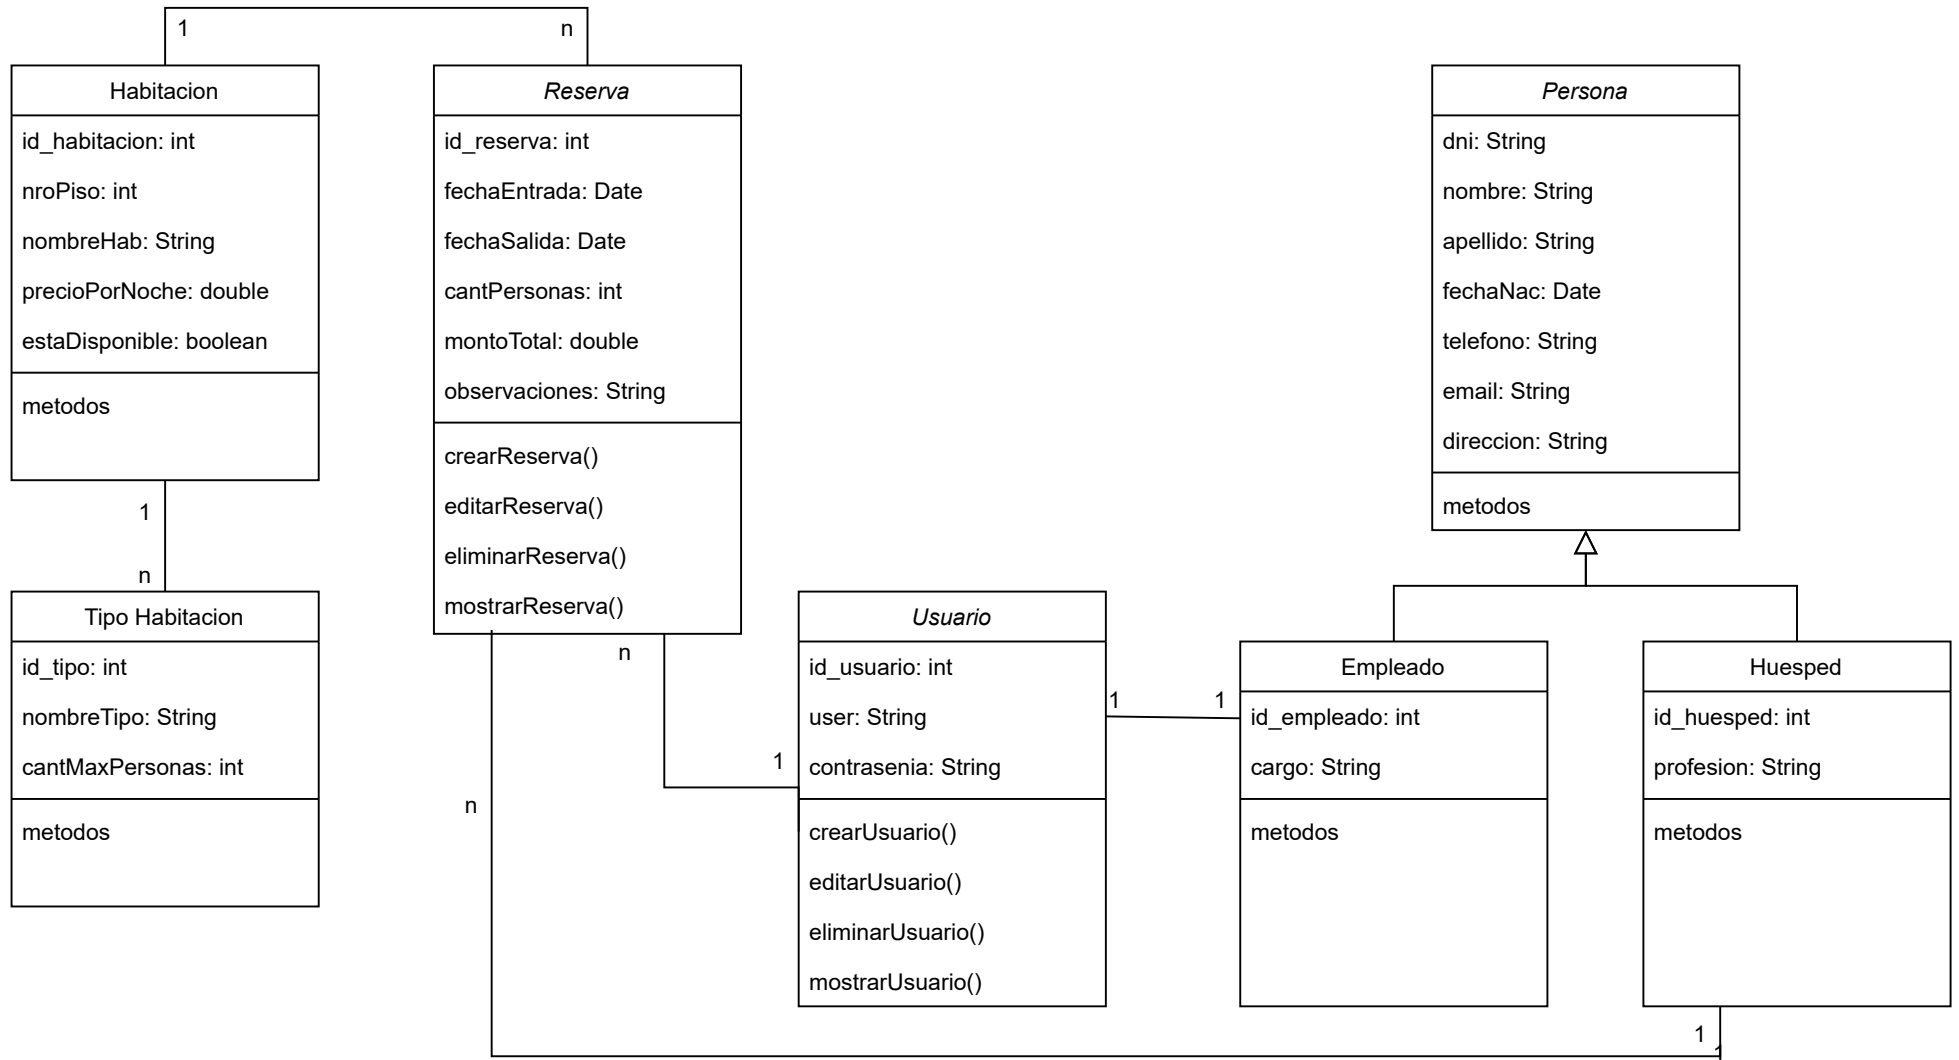 1
n
Habitacion
id_habitacion: int
nroPiso: int
nombreHab: String
precioPorNoche: double
estaDisponible: boolean
metodos
1
n
Tipo Habitacion
id_tipo: int
nombreTipo: String
cantMaxPersonas: int
metodos
Reserva
id_reserva: int
fechaEntrada: Date
fechaSalida: Date
cantPersonas: int
montoTotal: double
observaciones: String
crearReserva()
editarReserva()
eliminarReserva()
mostrarReserva()
n
1
n
Usuario
id_usuario: int
user: String
contrasenia: String
crearUsuario()
editarUsuario()
eliminarUsuario()
mostrarUsuario()
1
1
Persona
dni: String
nombre: String
apellido: String
fechaNac: Date
telefono: String
email: String
direccion: String
metodos
Empleado
id_empleado: int
cargo: String
metodos
Huesped
id_huesped: int
profesion: String
metodos
1